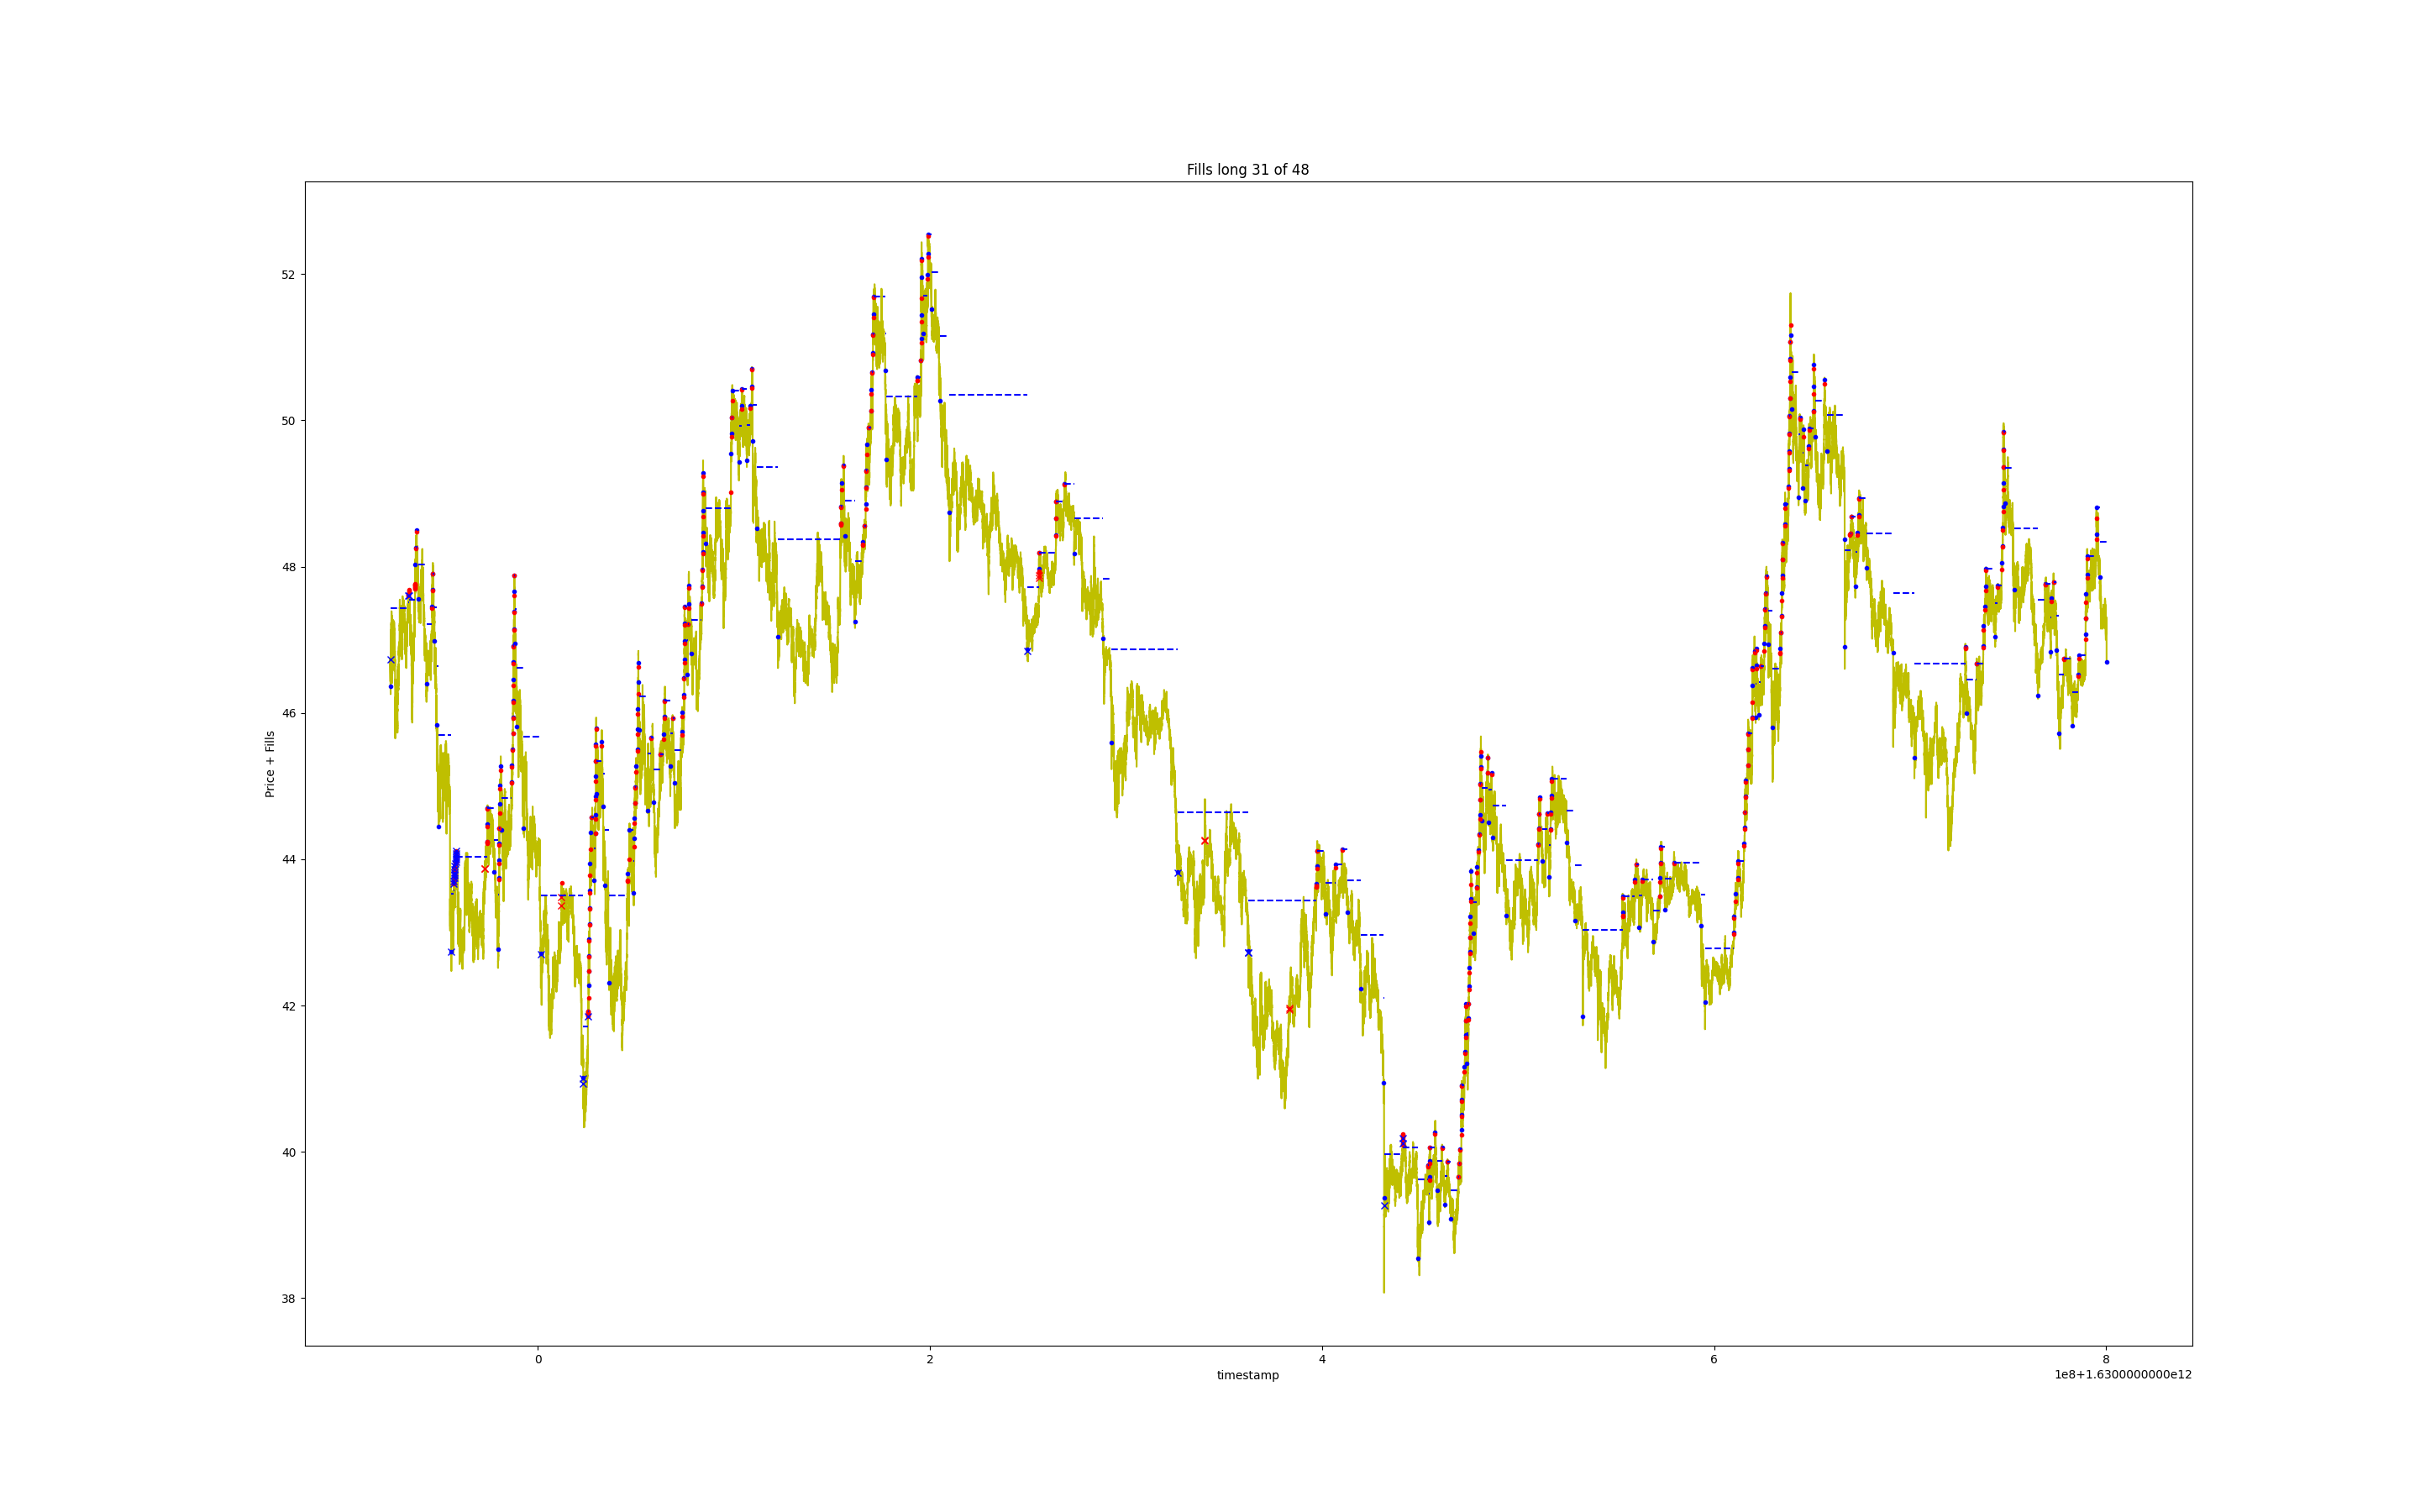 Fills long 31 of 48
Price + Fills
52
50
48
46
44
42
40
38
0 2 4 6 8
timestamp
1e8+1.6300000000e12